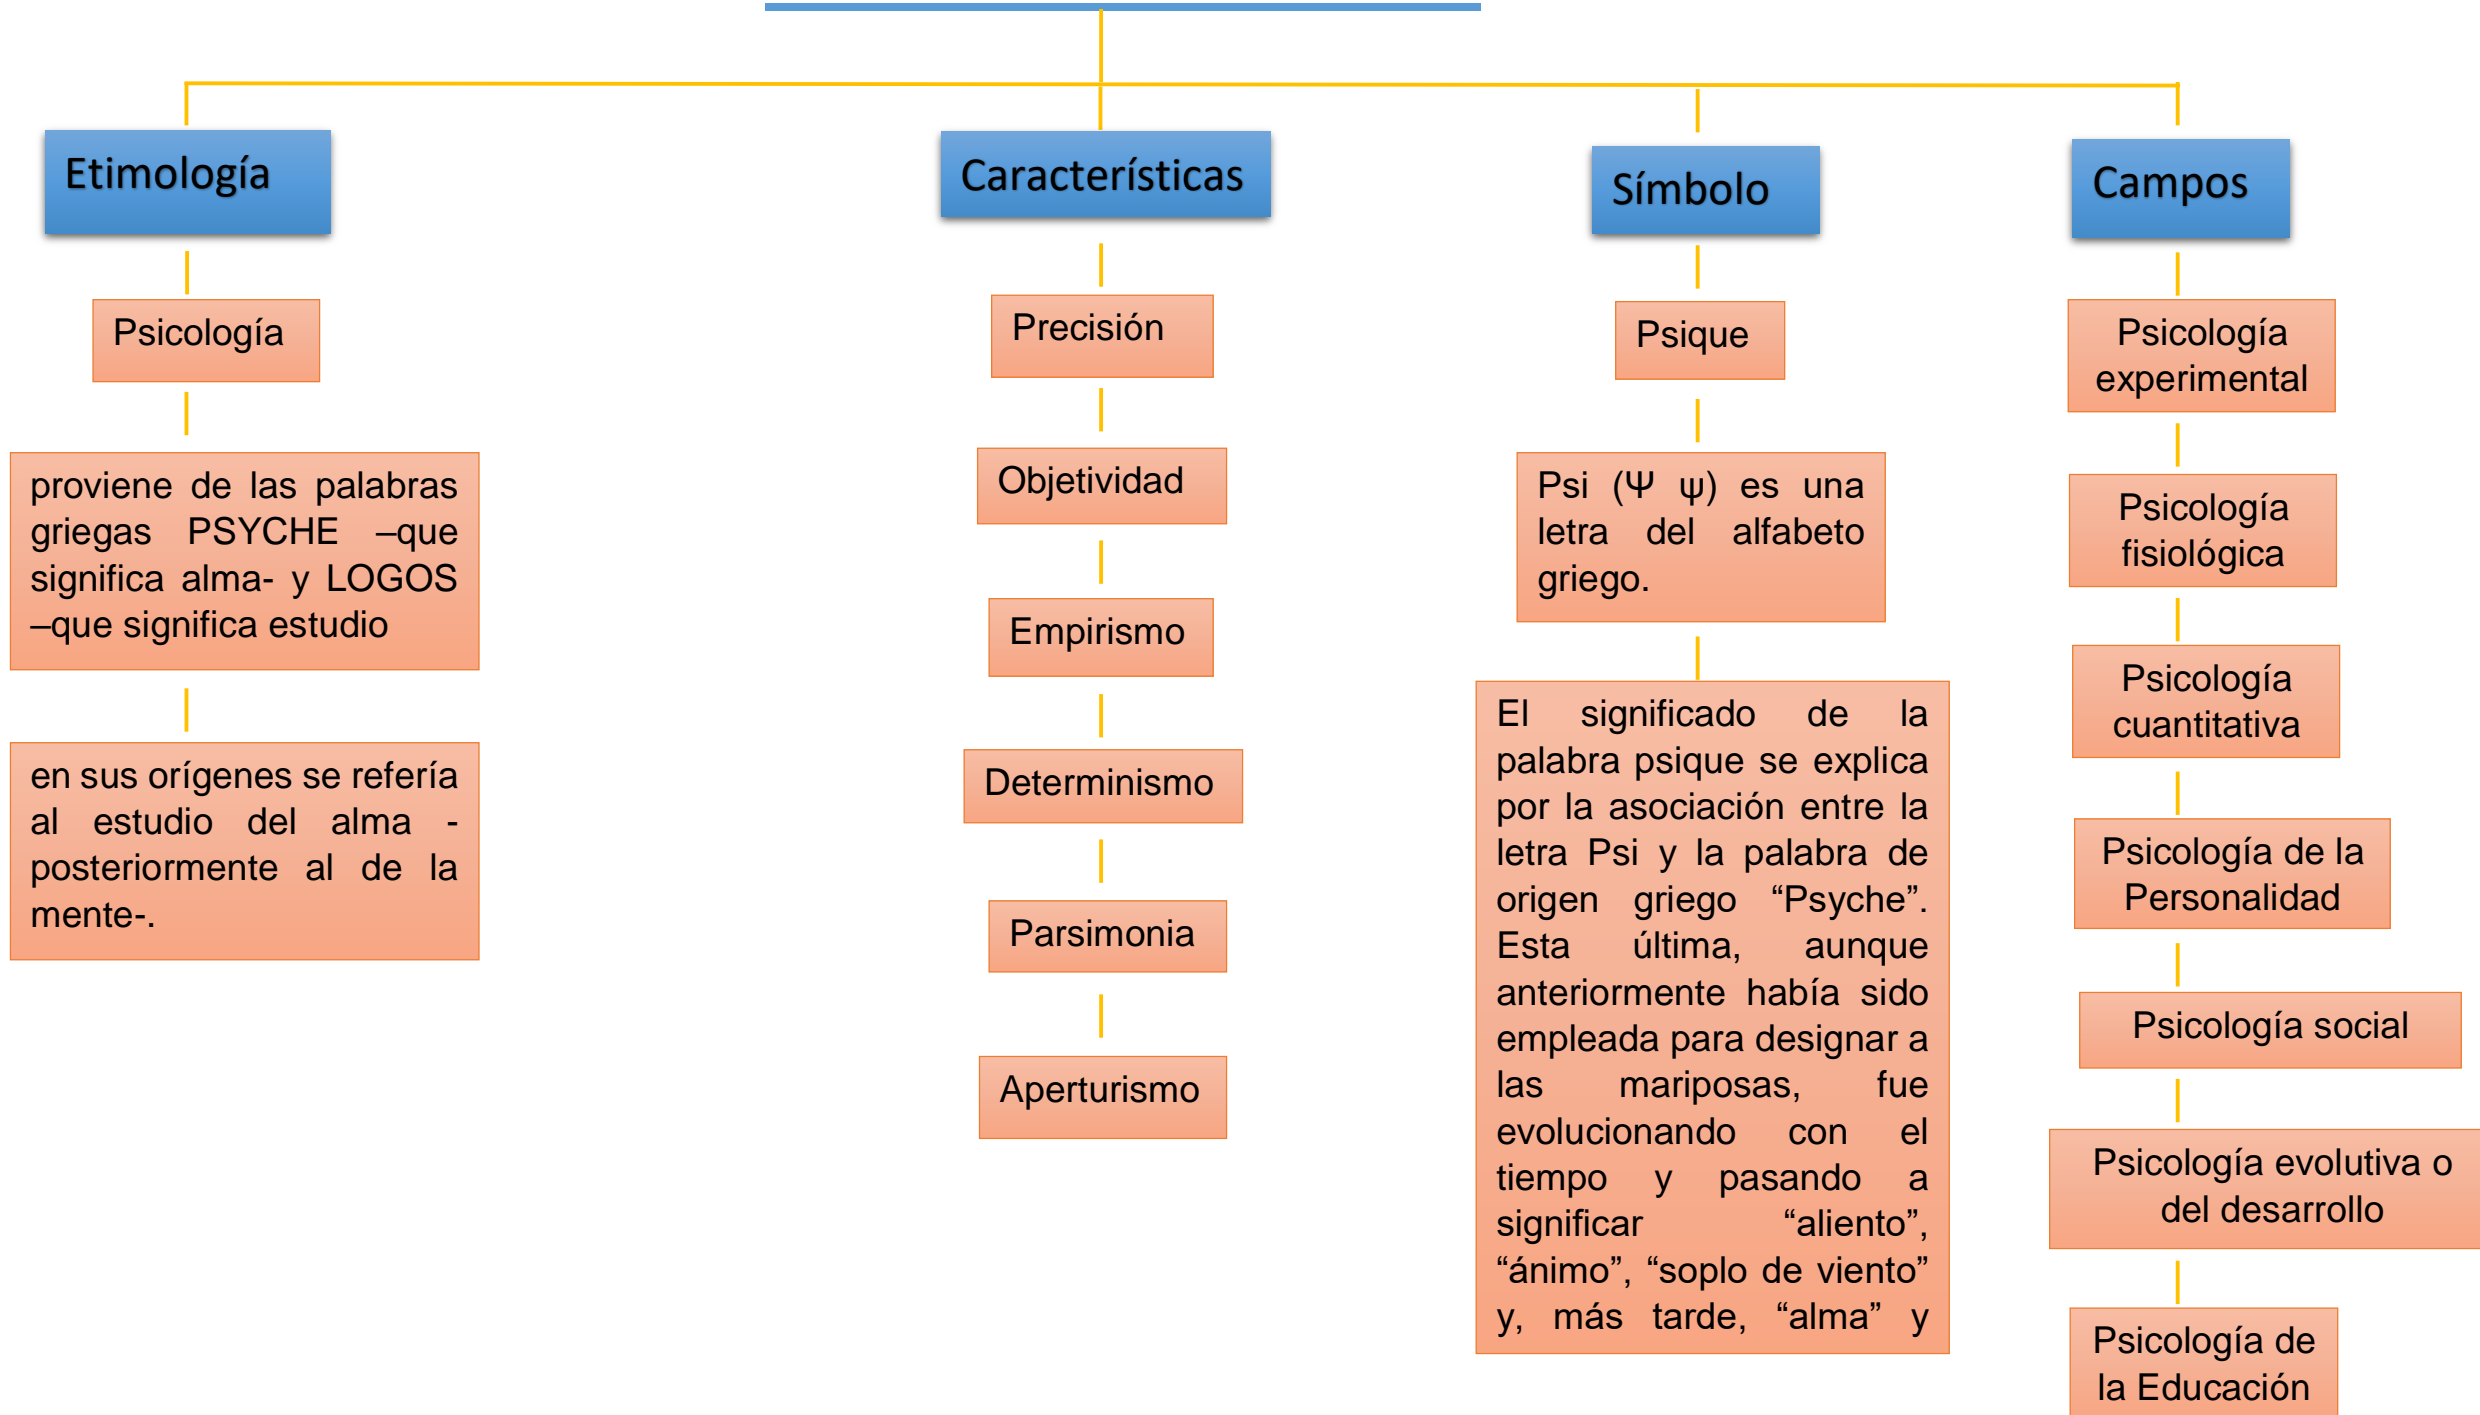 Etimología
Psicología
proviene de las palabras
griegas PSYCHE –que
significa alma- y LOGOS
–que significa estudio
en sus orígenes se refería
al estudio del alma -
posteriormente al de la
mente-.
Características
Precisión
Objetividad
Empirismo
Determinismo
Parsimonia
Aperturismo
Símbolo
Psique
Psi (Ψ ψ) es una
letra del alfabeto
griego.
El significado de la
palabra psique se explica
por la asociación entre la
letra Psi y la palabra de
origen griego “Psyche”.
Esta última, aunque
anteriormente había sido
empleada para designar a
las mariposas, fue
evolucionando con el
tiempo y pasando a
significar “aliento”,
“ánimo”, “soplo de viento”
y, más tarde, “alma” y
Campos
Psicología
experimental
Psicología
fisiológica
Psicología
cuantitativa
Psicología de la
Personalidad
Psicología social
Psicología evolutiva o
del desarrollo
Psicología de
la Educación